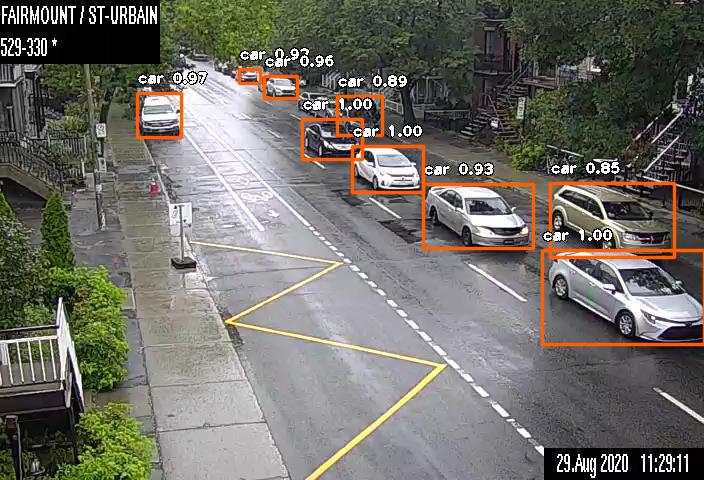 FAIRMOUNT / ST-URBAIN
529-330 *
car 0.97
car 0.96
car 0.97
car 0.89
car 1.00
car 1.00
car 0.93
car 0.85
car 1.00
29.Aug 2020 11:29:11